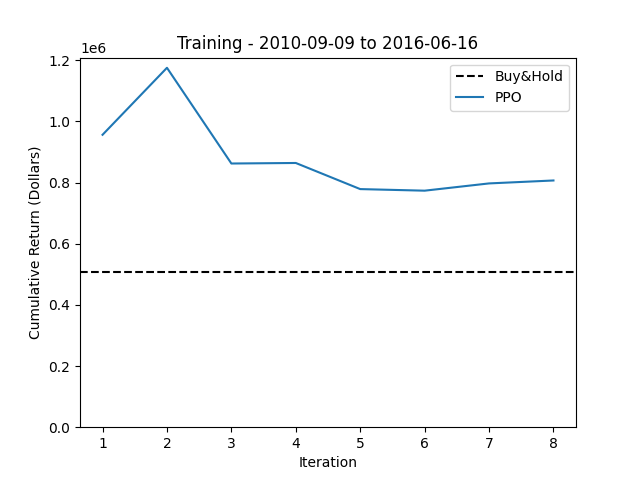 Training - 2010-09-09 to 2016-06-16
1e6
1.2
1.0
0.8
0.6
0.4
0.2
0.0
Cumulative Return (Dollars)
Buy&Hold
PPO
1 2 3 4 5 6 7 8
Iteration